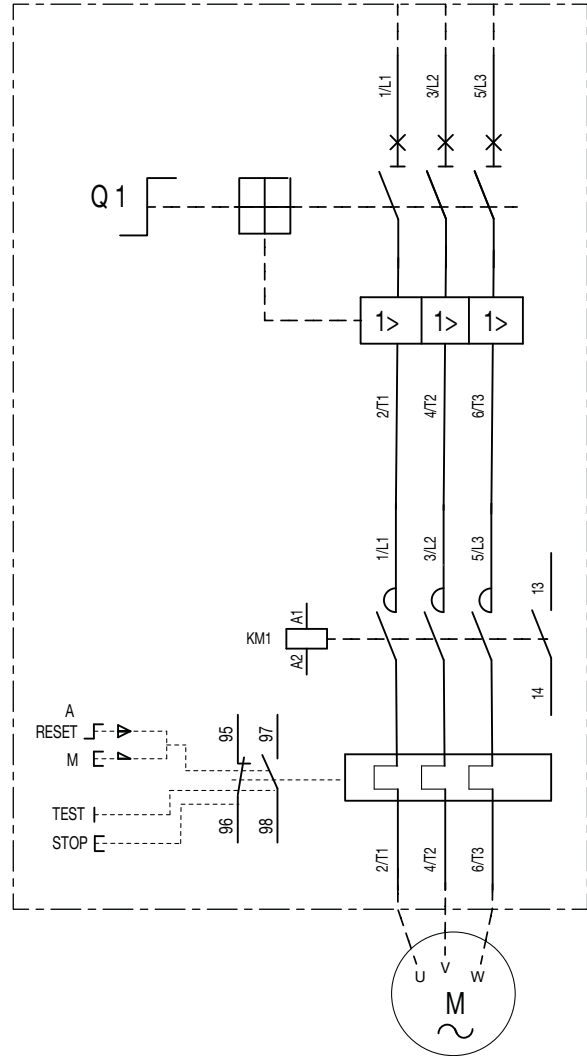 1/L1 3/L2 5/L3
Q1
1> 1> 1>
2/T1 4/T2 6/T3
1/L1 3/L2 5/L3 13
KM1 A1
A2
14
A
RESET
M
95 97
TEST
STOP
96 98
2/T1 4/T2 6/T3
U V W
M